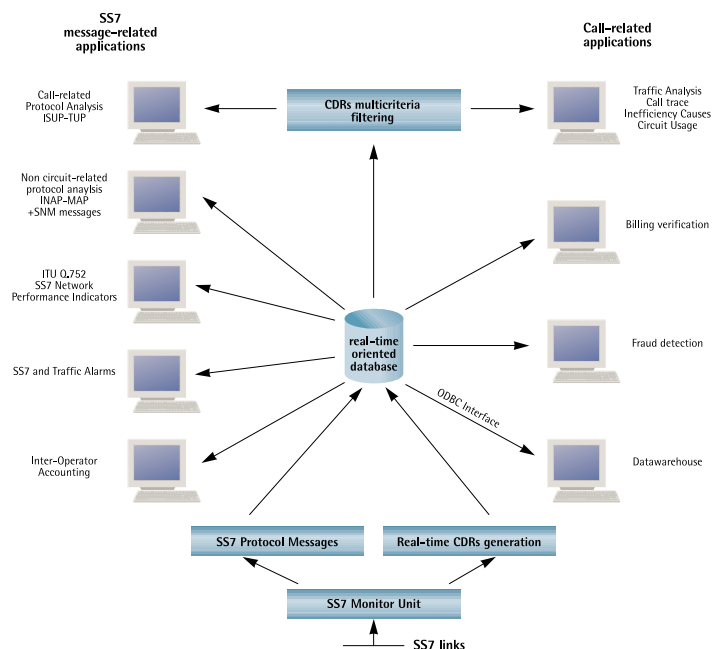 SS7
message-related
applications
Call-related
applications
Call-related
Protocol Analysis
ISUP-TUP
CDRs multicriteria
filtering
Traffic Analysis
Call trace
Inefficiency Causes
Circuit Usage
Non circuit-related
protocol anaylsis
INAP-MAP
+SNM messages
Billing verification
ITU Q.752
SS7 Network
Performance Indicators
real-time
oriented
database
Fraud detection
SS7 and Traffic Alarms
ODBC Interface
Inter-Operator
Accounting
Datawarehouse
SS7 Protocol Messages
Real-time CDRs generation
SS7 Monitor Unit
SS7 links